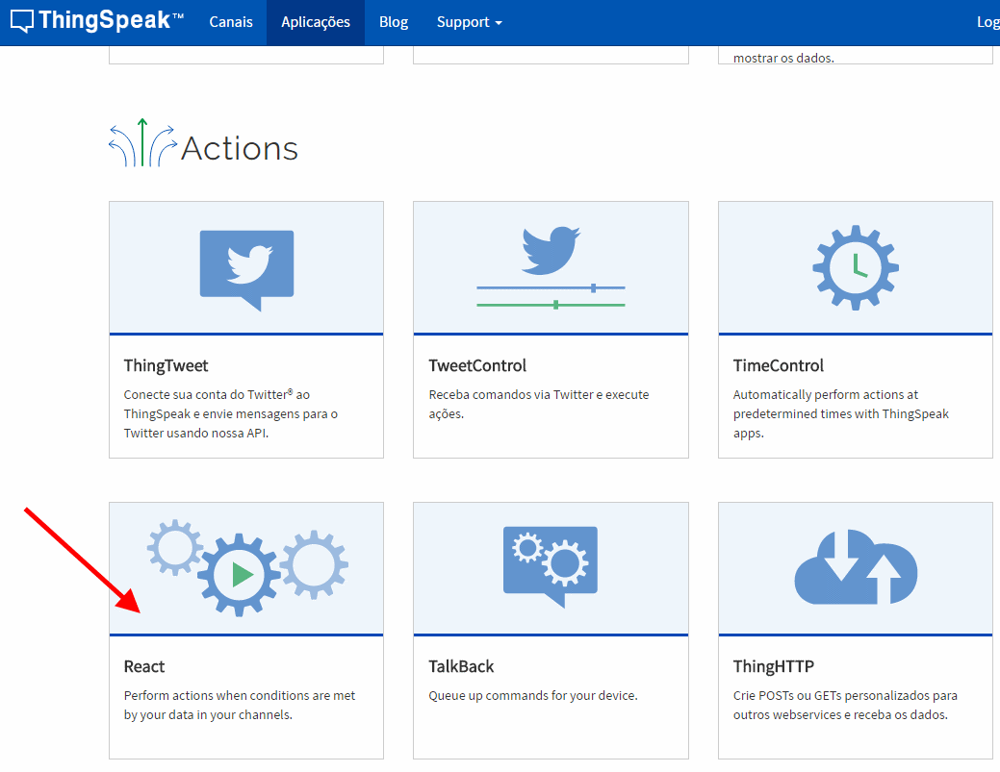 ThingSpeak™ Canais Aplicações Blog Support
mostrar os dados.
Actions
ThingTweet
Conecte sua conta do Twitter® ao
ThingSpeak e envie mensagens para o
Twitter usando nossa API.
TweetControl
Receba comandos via Twitter e execute
ações.
TimeControl
Automatically perform actions at
predetermined times with ThingSpeak
apps.
React
Perform actions when conditions are met
by your data in your channels.
TalkBack
Queue up commands for your device.
ThingHTTP
Crie POSTs ou GETs personalizados para
outros webservices e receba os dados.